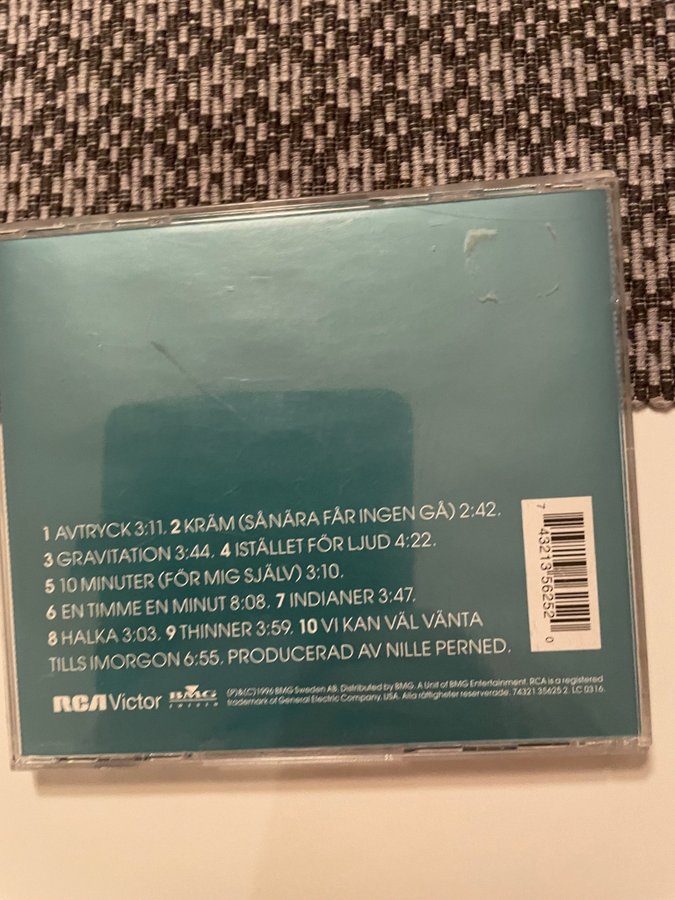 1 AVTRYCK 3:11. 2 KRÄM (SÅ NÄRA FÅR INGEN GÅ) 2:42.
3 GRAVITATION 3:44. 4 ISTÄLLET FÖR LJUD 4:22.
5 10 MINUTER (FÖR MIG SJÄLV) 3:10.
6 EN TIMME EN MINUT 8:08. 7 INDIANER 3:47.
8 HALKA 3:03. 9 THINNER 3:59. 10 VI KAN VÄL VÄNTA
TILLS IMORGON 6:55. PRODUCERAD AV NILLE PERNED.
RCA Victor
BMG
SWEDEN
(P)&(C) 1996 BMG Sweden AB. Distributed by BMG. A Unit of BMG Entertainment. RCA is a registered
trademark of General Electric Company, USA. Alla rättigheter reserverade. 74321 35625 2. LC 0316.
7 43213 56252 0